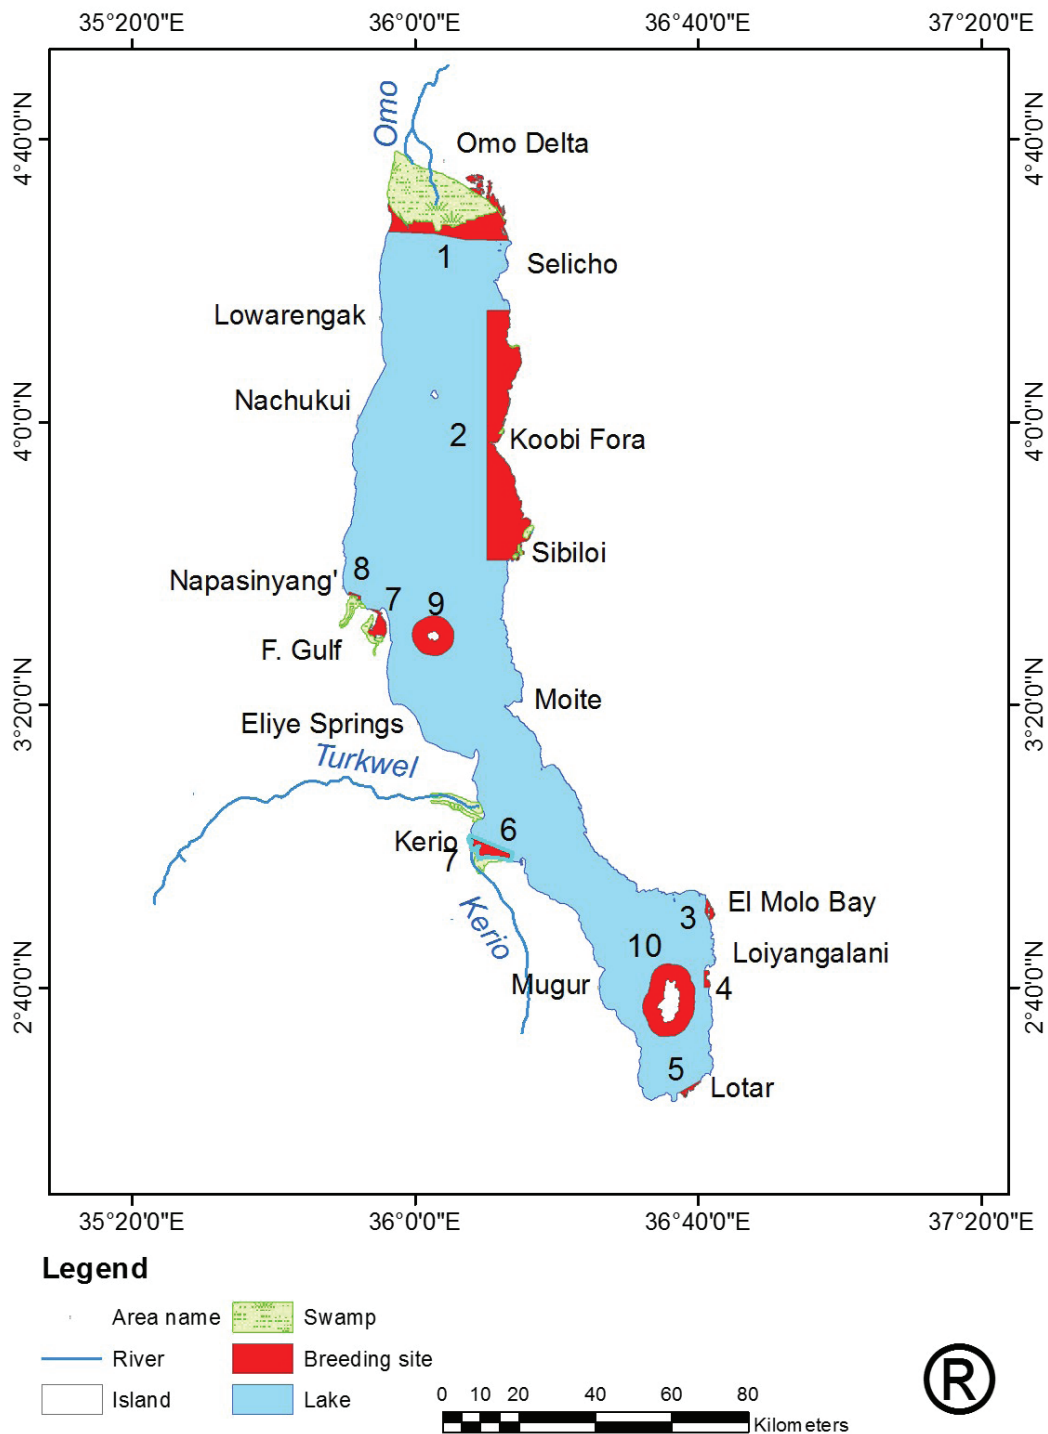 35°20'0"E 36°0'0"E 36°40'0"E 37°20'0"E
4°40'0"N
4°40'0"N
Omo
Omo Delta
1
Selicho
Lowarengak
Nachukui
4°0'0"N
4°0'0"N
2
Koobi Fora
Sibiloi
8
Napasinyang'
7
9
F. Gulf
3°20'0"N
3°20'0"N
Moite
Eliye Springs
Turkwel
6
Kerio
7
Kerio
El Molo Bay
3
10
Loiyangalani
2°40'0"N
2°40'0"N
Mugur
4
5
Lotar
35°20'0"E 36°0'0"E 36°40'0"E 37°20'0"E
Legend
Area name
Swamp
River
Breeding site
Island
Lake
0 10 20 40 60 80
Kilometers
®